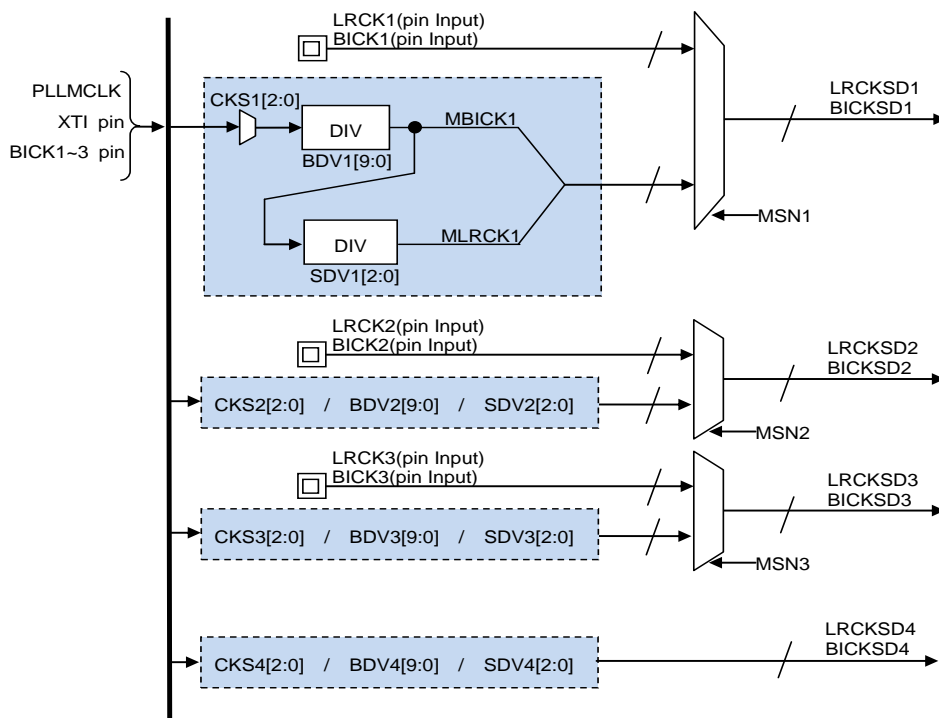 LRCK1(pin Input)
BICK1(pin Input)
PLLMCLK
XTI pin
BICK1~3 pin
CKS1[2:0]
DIV
BDV1[9:0]
MBICK1
DIV
SDV1[2:0]
MLRCK1
LRCKSD1
BICKSD1
MSN1
LRCK2(pin Input)
BICK2(pin Input)
CKS2[2:0] / BDV2[9:0] / SDV2[2:0]
LRCKSD2
BICKSD2
MSN2
LRCK3(pin Input)
BICK3(pin Input)
CKS3[2:0] / BDV3[9:0] / SDV3[2:0]
LRCKSD3
BICKSD3
MSN3
CKS4[2:0] / BDV4[9:0] / SDV4[2:0]
LRCKSD4
BICKSD4